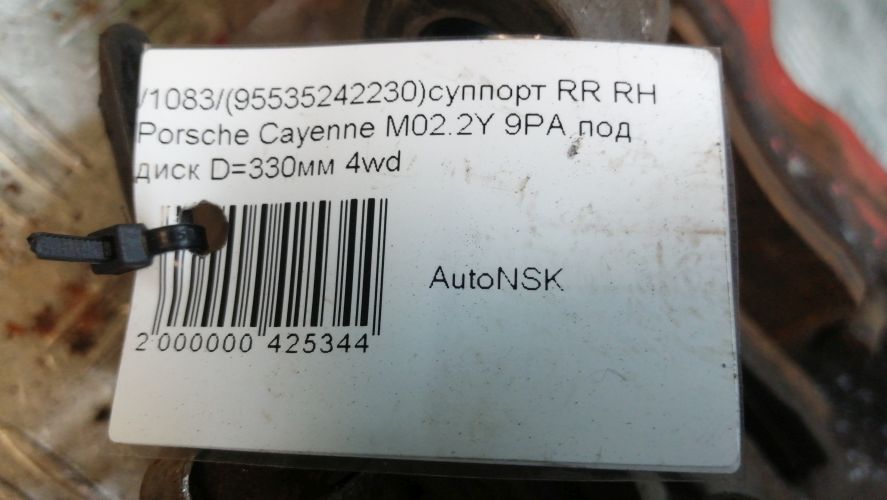 /1083/(95535242230)суппорт RR RH
Porsche Cayenne M02.2Y 9PA под
диск D=330мм 4wd
AutoNSK
2 000000 425344